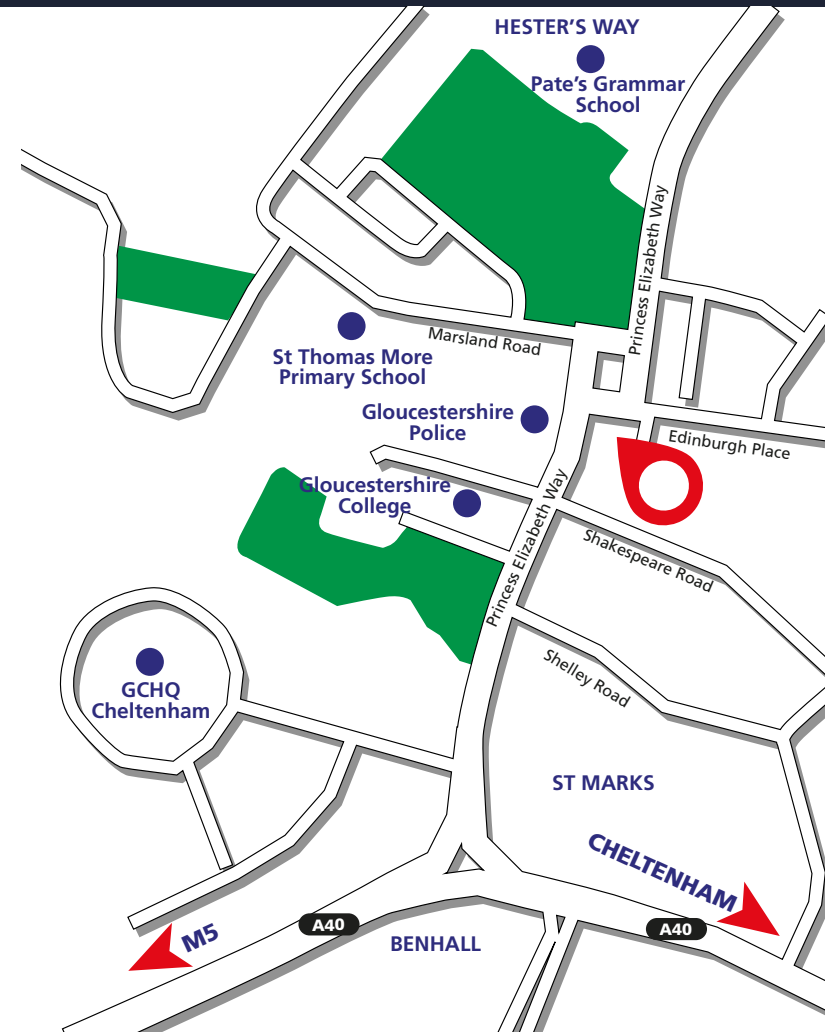 HESTER'S WAY
Pate's Grammar
School
Princess Elizabeth Way
Marsland Road
St Thomas More
Primary School
Gloucestershire
Police
Edinburgh Place
Gloucestershire
College
Princess Elizabeth Way
Shakespeare Road
Shelley Road
GCHQ
Cheltenham
ST MARKS
CHELTENHAM
A40
A40
M5
BENHALL